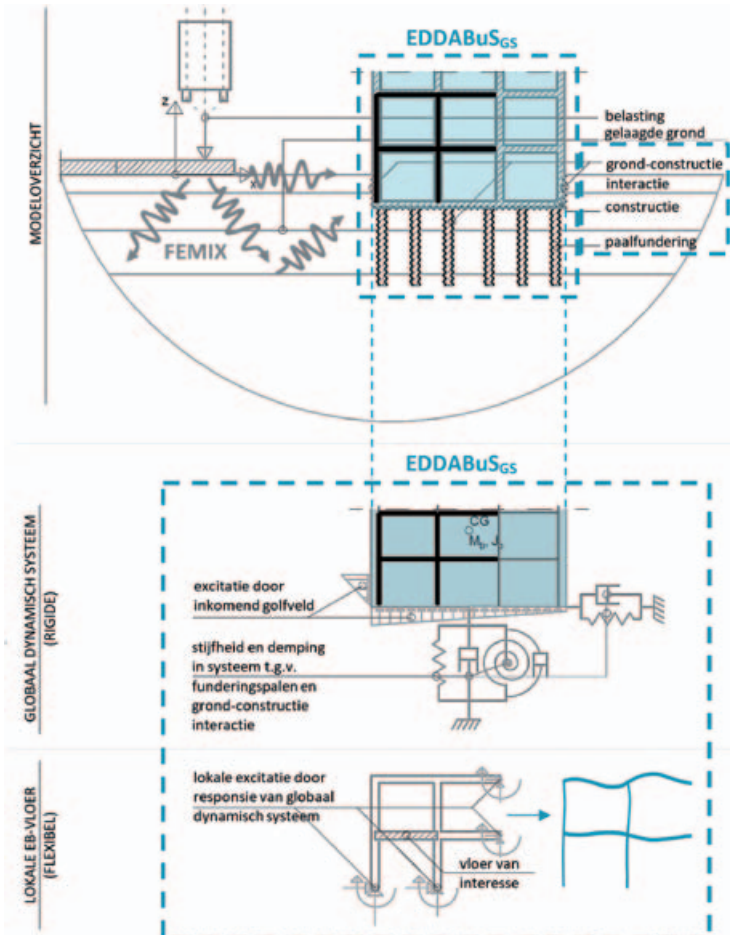 EDDABuSGS
z
belasting
gelaagde grond
grond-constructie
interactie
constructie
paalfundering
x
FEMIX
MODELOVERZICHT
EDDABuSGS
CG
excitatie door
inkomend golfveld
stijfheid en demping
in systeem t.g.v.
funderingspalen en
grond-constructie
interactie
GLOBAAL DYNAMISCH SYSTEEM
(RIGIDE)
lokale excitatie door
responsie van globaal
dynamisch systeem
vloer van
interesse
LOKALE EB-VLOER
(FLEXIBEL)